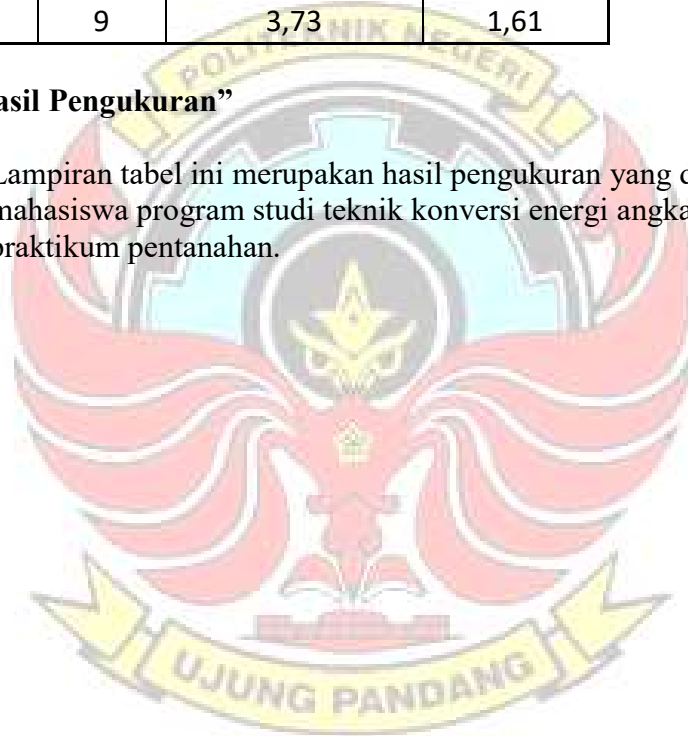 9 3,73 1,61
POLITEKNIK NEGERI
asil Pengukuran”
Lampiran tabel ini merupakan hasil pengukuran yang d
mahasiswa program studi teknik konversi energi angka
praktikum pentanahan.
UJUNG PANDANG